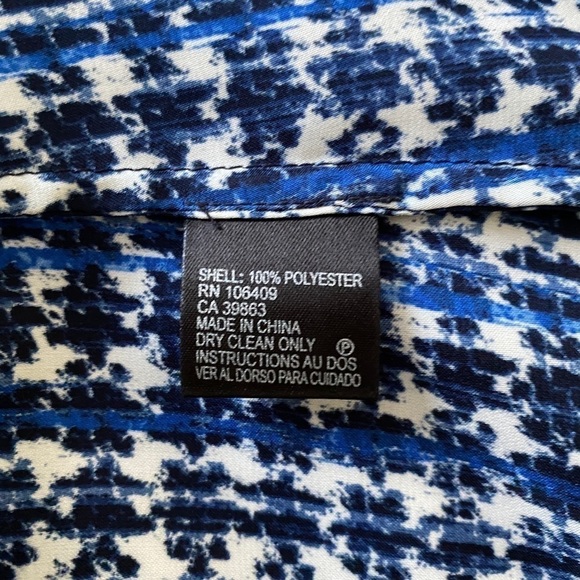 SHELL: 100% POLYESTER
RN 106409
CA 39863
MADE IN CHINA
DRY CLEAN ONLY Ⓟ
INSTRUCTIONS AU DOS
VER AL DORSO PARA CUIDADO